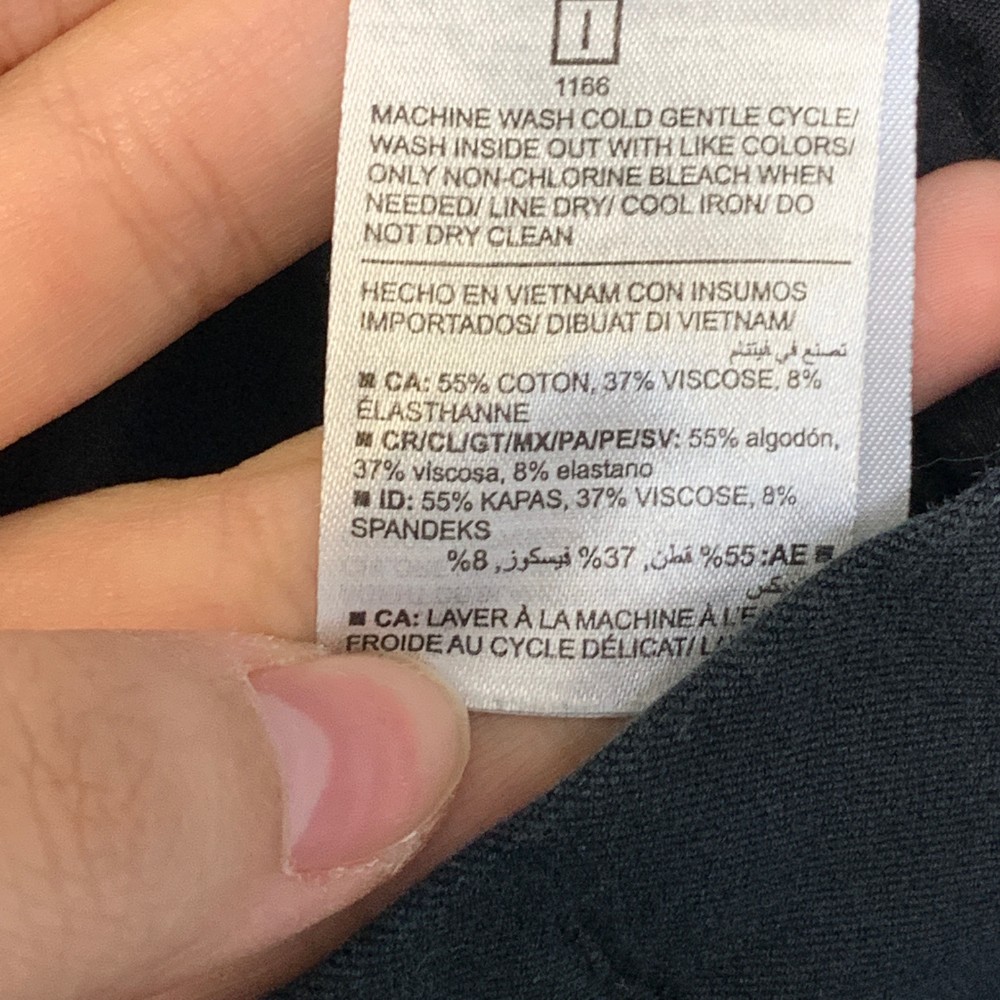 I
1166
MACHINE WASH COLD GENTLE CYCLE/
WASH INSIDE OUT WITH LIKE COLORS/
ONLY NON-CHLORINE BLEACH WHEN
NEEDED/ LINE DRY/ COOL IRON/ DO
NOT DRY CLEAN
HECHO EN VIETNAM CON INSUMOS
IMPORTADOS/ DIBUAT DI VIETNAM/
تصنع في فيتنام
■ CA: 55% COTON, 37% VISCOSE, 8%
ÉLASTHANNE
■ CR/CL/GT/MX/PA/PE/SV: 55% algodón,
37% viscosa, 8% elastano
■ ID: 55% KAPAS, 37% VISCOSE, 8%
SPANDEKS
■ AE: 55% قطن, 37% فيسكوز, 8%
■ CA: LAVER À LA MACHINE À
FROIDE AU CYCLE DÉLICAT/